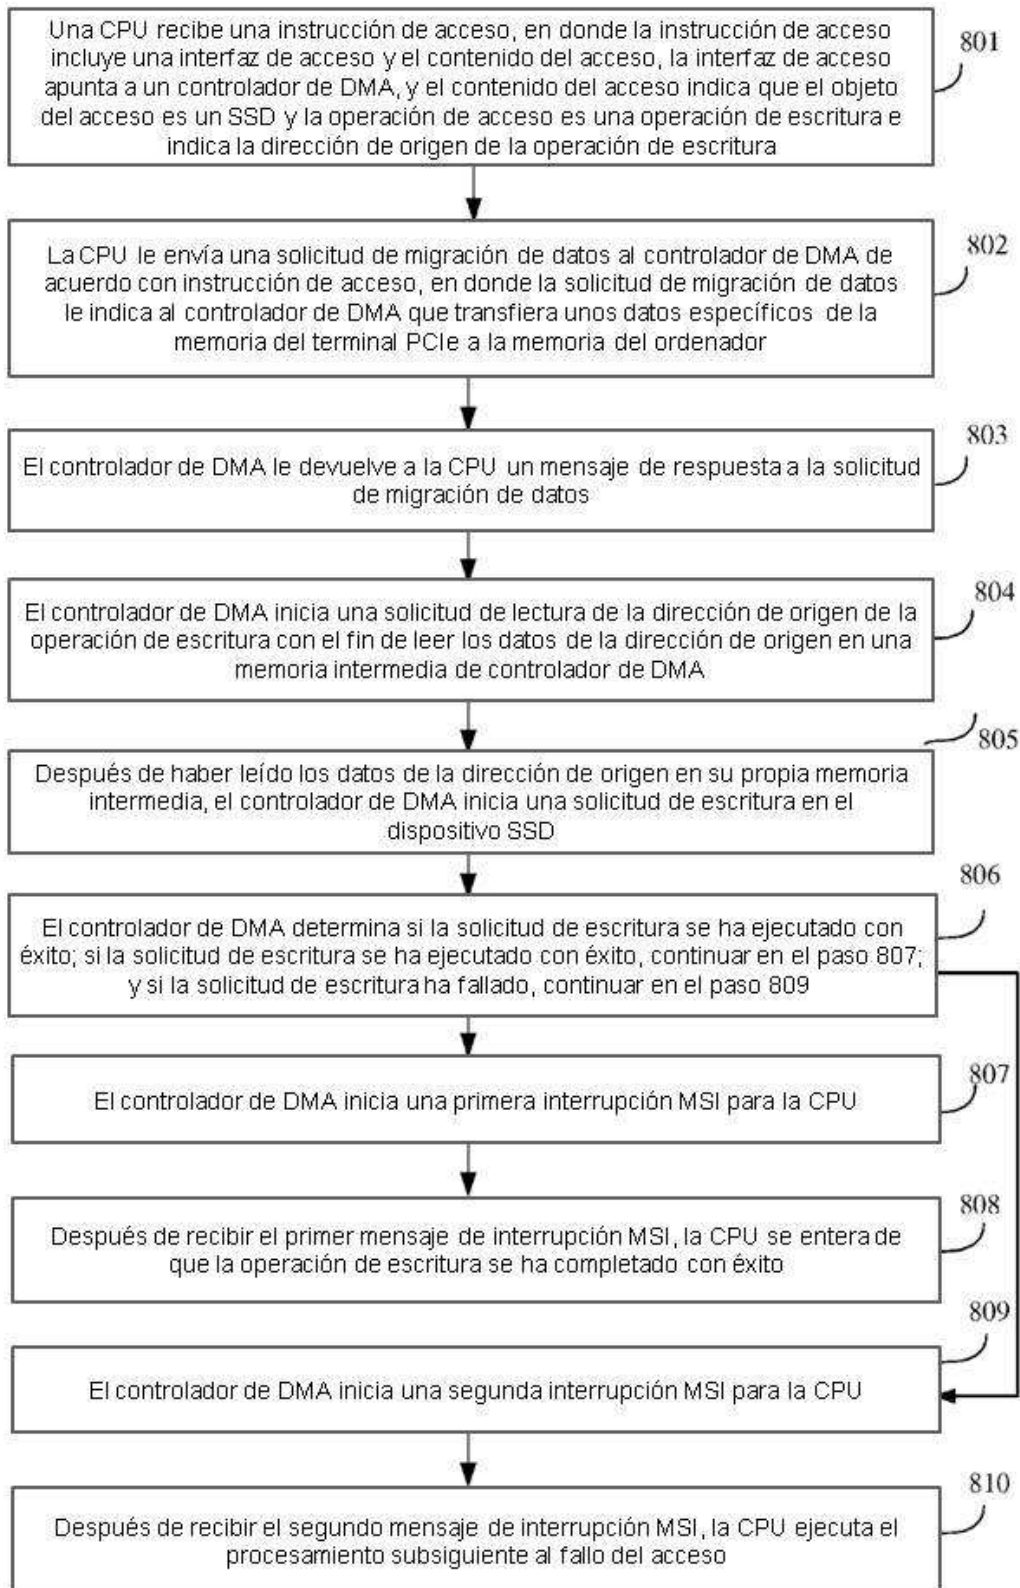 Una CPU recibe una instrucción de acceso, en donde la instrucción de acceso
incluye una interfaz de acceso y el contenido del acceso, la interfaz de acceso
apunta a un controlador de DMA, y el contenido del acceso indica que el objeto
del acceso es un SSD y la operación de acceso es una operación de escritura e
indica la dirección de origen de la operación de escritura
801
La CPU le envía una solicitud de migración de datos al controlador de DMA de
acuerdo con instrucción de acceso, en donde la solicitud de migración de datos
le indica al controlador de DMA que transfiera unos datos específicos de la
memoria del terminal PCIe a la memoria del ordenador
802
El controlador de DMA le devuelve a la CPU un mensaje de respuesta a la solicitud
de migración de datos
803
El controlador de DMA inicia una solicitud de lectura de la dirección de origen de la
operación de escritura con el fin de leer los datos de la dirección de origen en una
memoria intermedia de controlador de DMA
804
Después de haber leído los datos de la dirección de origen en su propia memoria
intermedia, el controlador de DMA inicia una solicitud de escritura en el
dispositivo SSD
805
El controlador de DMA determina si la solicitud de escritura se ha ejecutado con
éxito; si la solicitud de escritura se ha ejecutado con éxito, continuar en el paso 807;
y si la solicitud de escritura ha fallado, continuar en el paso 809
806
El controlador de DMA inicia una primera interrupción MSI para la CPU
807
Después de recibir el primer mensaje de interrupción MSI, la CPU se entera de
que la operación de escritura se ha completado con éxito
808
El controlador de DMA inicia una segunda interrupción MSI para la CPU
809
Después de recibir el segundo mensaje de interrupción MSI, la CPU ejecuta el
procesamiento subsiguiente al fallo del acceso
810